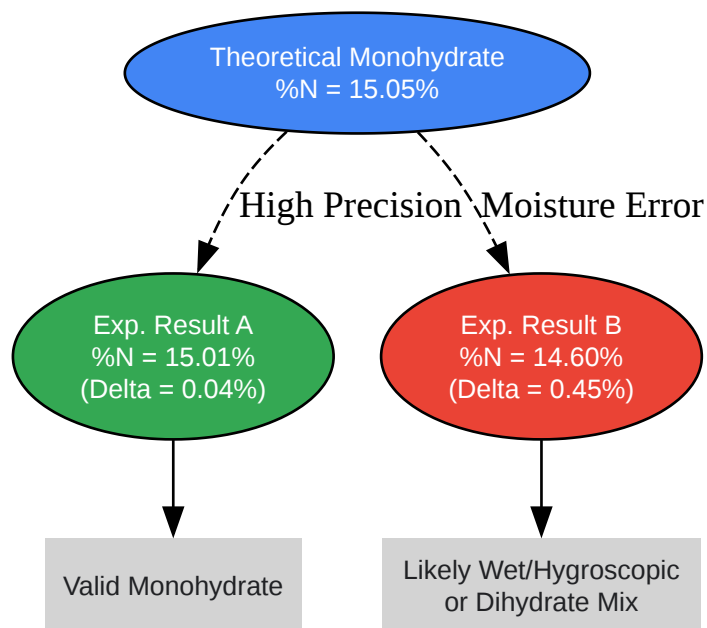 Theoretical Monohydrate
%N = 15.05%
High Precision
Moisture Error
Exp. Result A
%N = 15.01%
(Delta = 0.04%)
Exp. Result B
%N = 14.60%
(Delta = 0.45%)
Valid Monohydrate
Likely Wet/Hygroscopic
or Dihydrate Mix